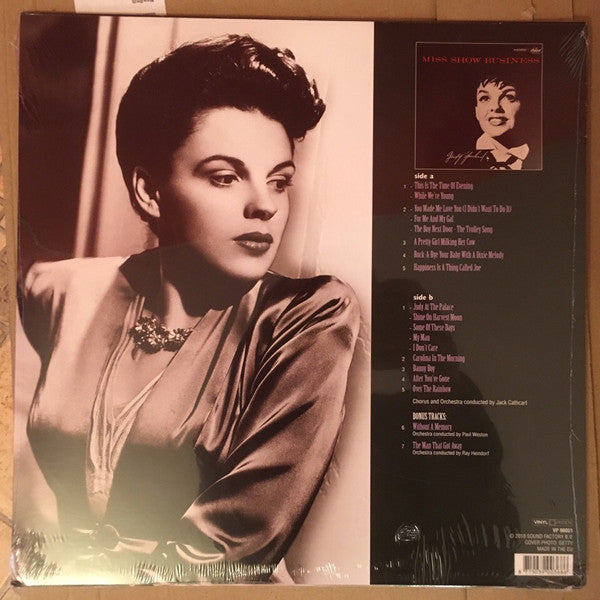 MISS SHOW BUSINESS
Judy Garland
side a
1 - This Is The Time Of Evening
- While We're Young
2 - You Made Me Love You (I Didn't Want To Do It)
- For Me And My Gal
- The Boy Next Door - The Trolley Song
3 A Pretty Girl Milking Her Cow
4 Rock-A-Bye Your Baby With A Dixie Melody
5 Happiness Is A Thing Called Joe
side b
1 - Judy At The Palace
- Shine On Harvest Moon
- Some Of These Days
- My Man
- I Don't Care
2 Carolina In The Morning
3 Danny Boy
4 After You've Gone
5 Over The Rainbow
Chorus and Orchestra conducted by Jack Cathcart
BONUS TRACKS:
6 Without A Memory
Orchestra conducted by Paul Weston
7 The Man That Got Away
Orchestra conducted by Ray Heindorf
VINYL PASSION
VP 80021
© 2010 SOUND FACTORY B.V.
COVER PHOTO: GETTY
MADE IN THE EU